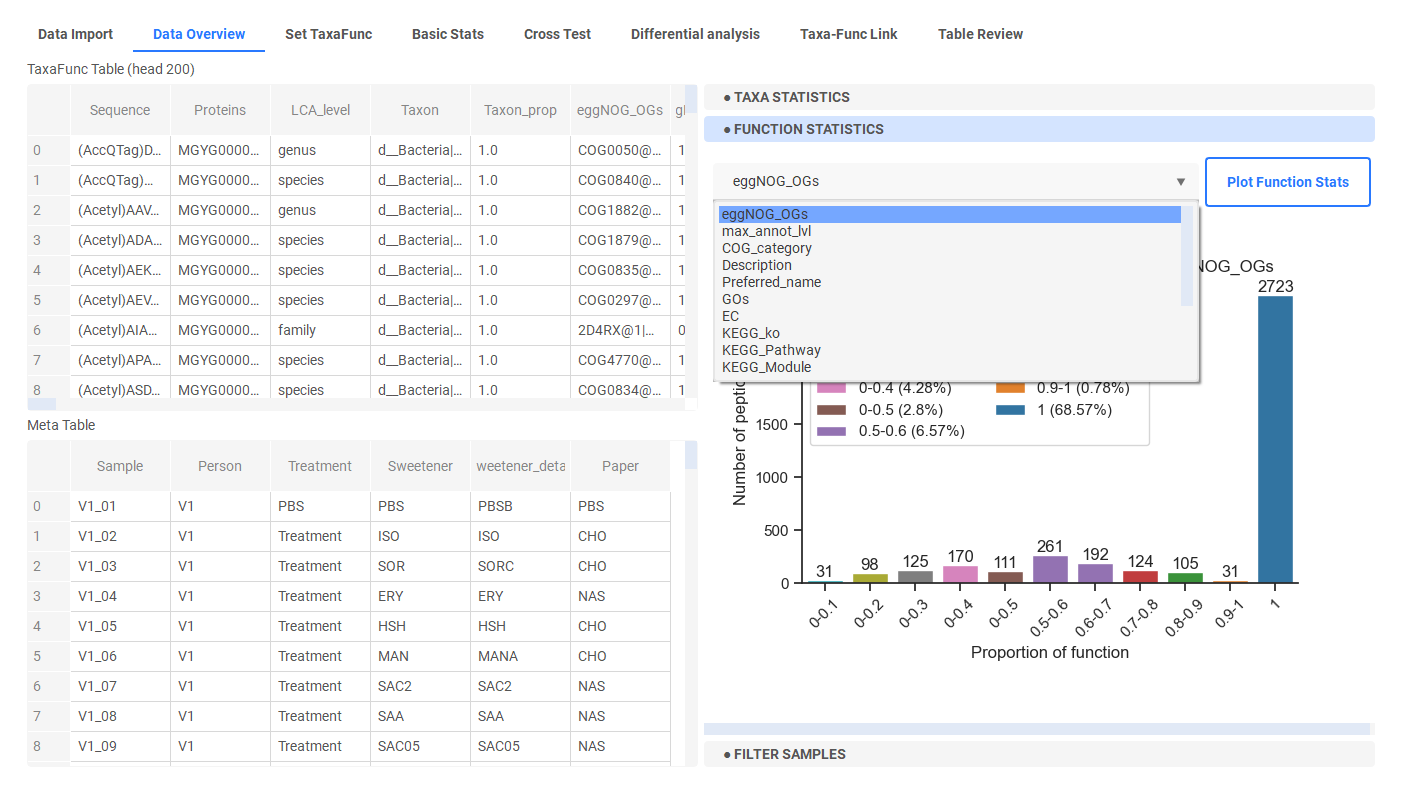 Data Import Data Overview Set TaxaFunc Basic Stats Cross Test Differential analysis Taxa-Func Link Table Review
TaxaFunc Table (head 200)
Sequence Proteins LCA_level Taxon Taxon_prop eggNOG_OGs
0 (AccQTag)D... MGYG0000... genus d__Bacteria|... 1.0 COG0050@... 1
1 (AccQTag)... MGYG0000... species d__Bacteria|... 1.0 COG0840@... 1
2 (Acetyl)AAV... MGYG0000... genus d__Bacteria|... 1.0 COG1882@... 1
3 (Acetyl)ADA... MGYG0000... species d__Bacteria|... 1.0 COG1879@... 1
4 (Acetyl)AEK... MGYG0000... species d__Bacteria|... 1.0 COG0835@... 1
5 (Acetyl)AEV... MGYG0000... species d__Bacteria|... 1.0 COG0297@... 1
6 (Acetyl)AIA... MGYG0000... family d__Bacteria|... 1.0 2D4RX@1|... 0
7 (Acetyl)APA... MGYG0000... species d__Bacteria|... 1.0 COG4770@... 1
8 (Acetyl)ASD... MGYG0000... species d__Bacteria|... 1.0 COG0834@... 1
Meta Table
Sample Person Treatment Sweetener weetener_deta Paper
0 V1_01 V1 PBS PBS PBSB PBS
1 V1_02 V1 Treatment ISO ISO CHO
2 V1_03 V1 Treatment SOR SORC CHO
3 V1_04 V1 Treatment ERY ERY NAS
4 V1_05 V1 Treatment HSH HSH CHO
5 V1_06 V1 Treatment MAN MANA CHO
6 V1_07 V1 Treatment SAC2 SAC2 NAS
7 V1_08 V1 Treatment SAA SAA NAS
8 V1_09 V1 Treatment SAC05 SAC05 NAS
● TAXA STATISTICS
● FUNCTION STATISTICS
eggNOG_OGs ▼
Plot Function Stats
eggNOG_OGs
max_annot_lvl
COG_category
Description
Preferred_name
GOs
EC
KEGG_ko
KEGG_Pathway
KEGG_Module
NOG_OGs
2723
0-0.4 (4.28%) 0.9-1 (0.78%)
0-0.5 (2.8%) 1 (68.57%)
0.5-0.6 (6.57%)
Number of pepti
1500
1000
500
0
31 98 125 170 111 261 192 124 105 31
0-0.1 0-0.2 0-0.3 0-0.4 0-0.5 0.5-0.6 0.6-0.7 0.7-0.8 0.8-0.9 0.9-1 1
Proportion of function
● FILTER SAMPLES